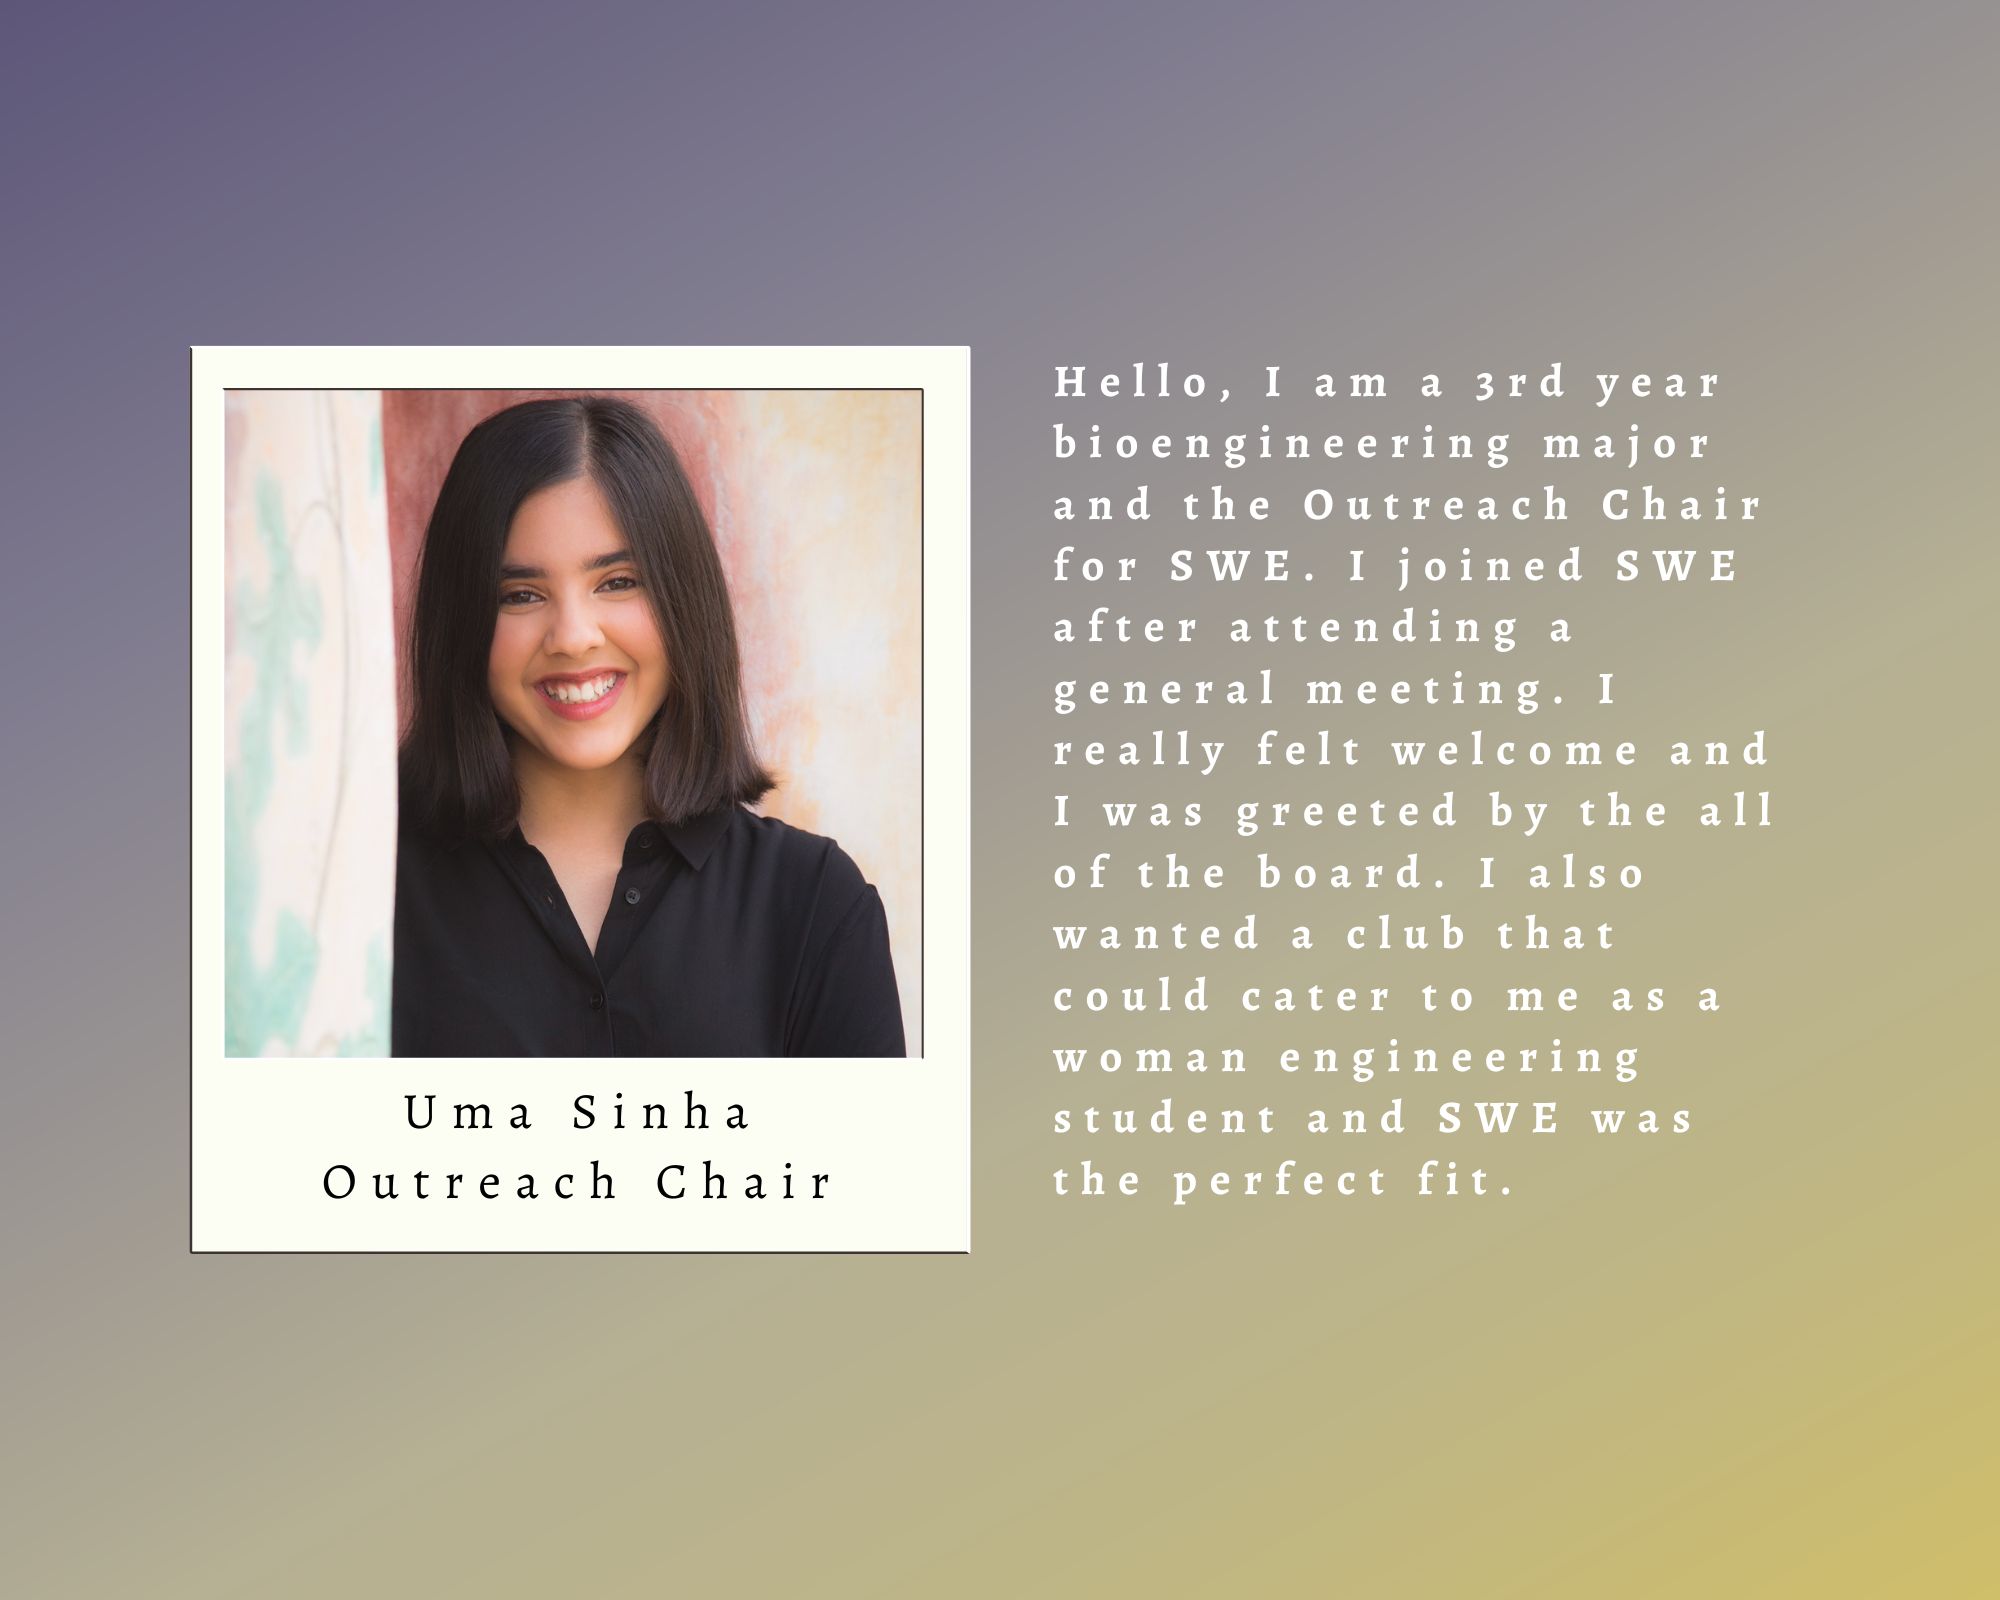 Uma Sinha
Outreach Chair
Hello, I am a 3rd year
bioengineering major
and the Outreach Chair
for SWE. I joined SWE
after attending a
general meeting. I
really felt welcome and
I was greeted by the all
of the board. I also
wanted a club that
could cater to me as a
woman engineering
student and SWE was
the perfect fit.